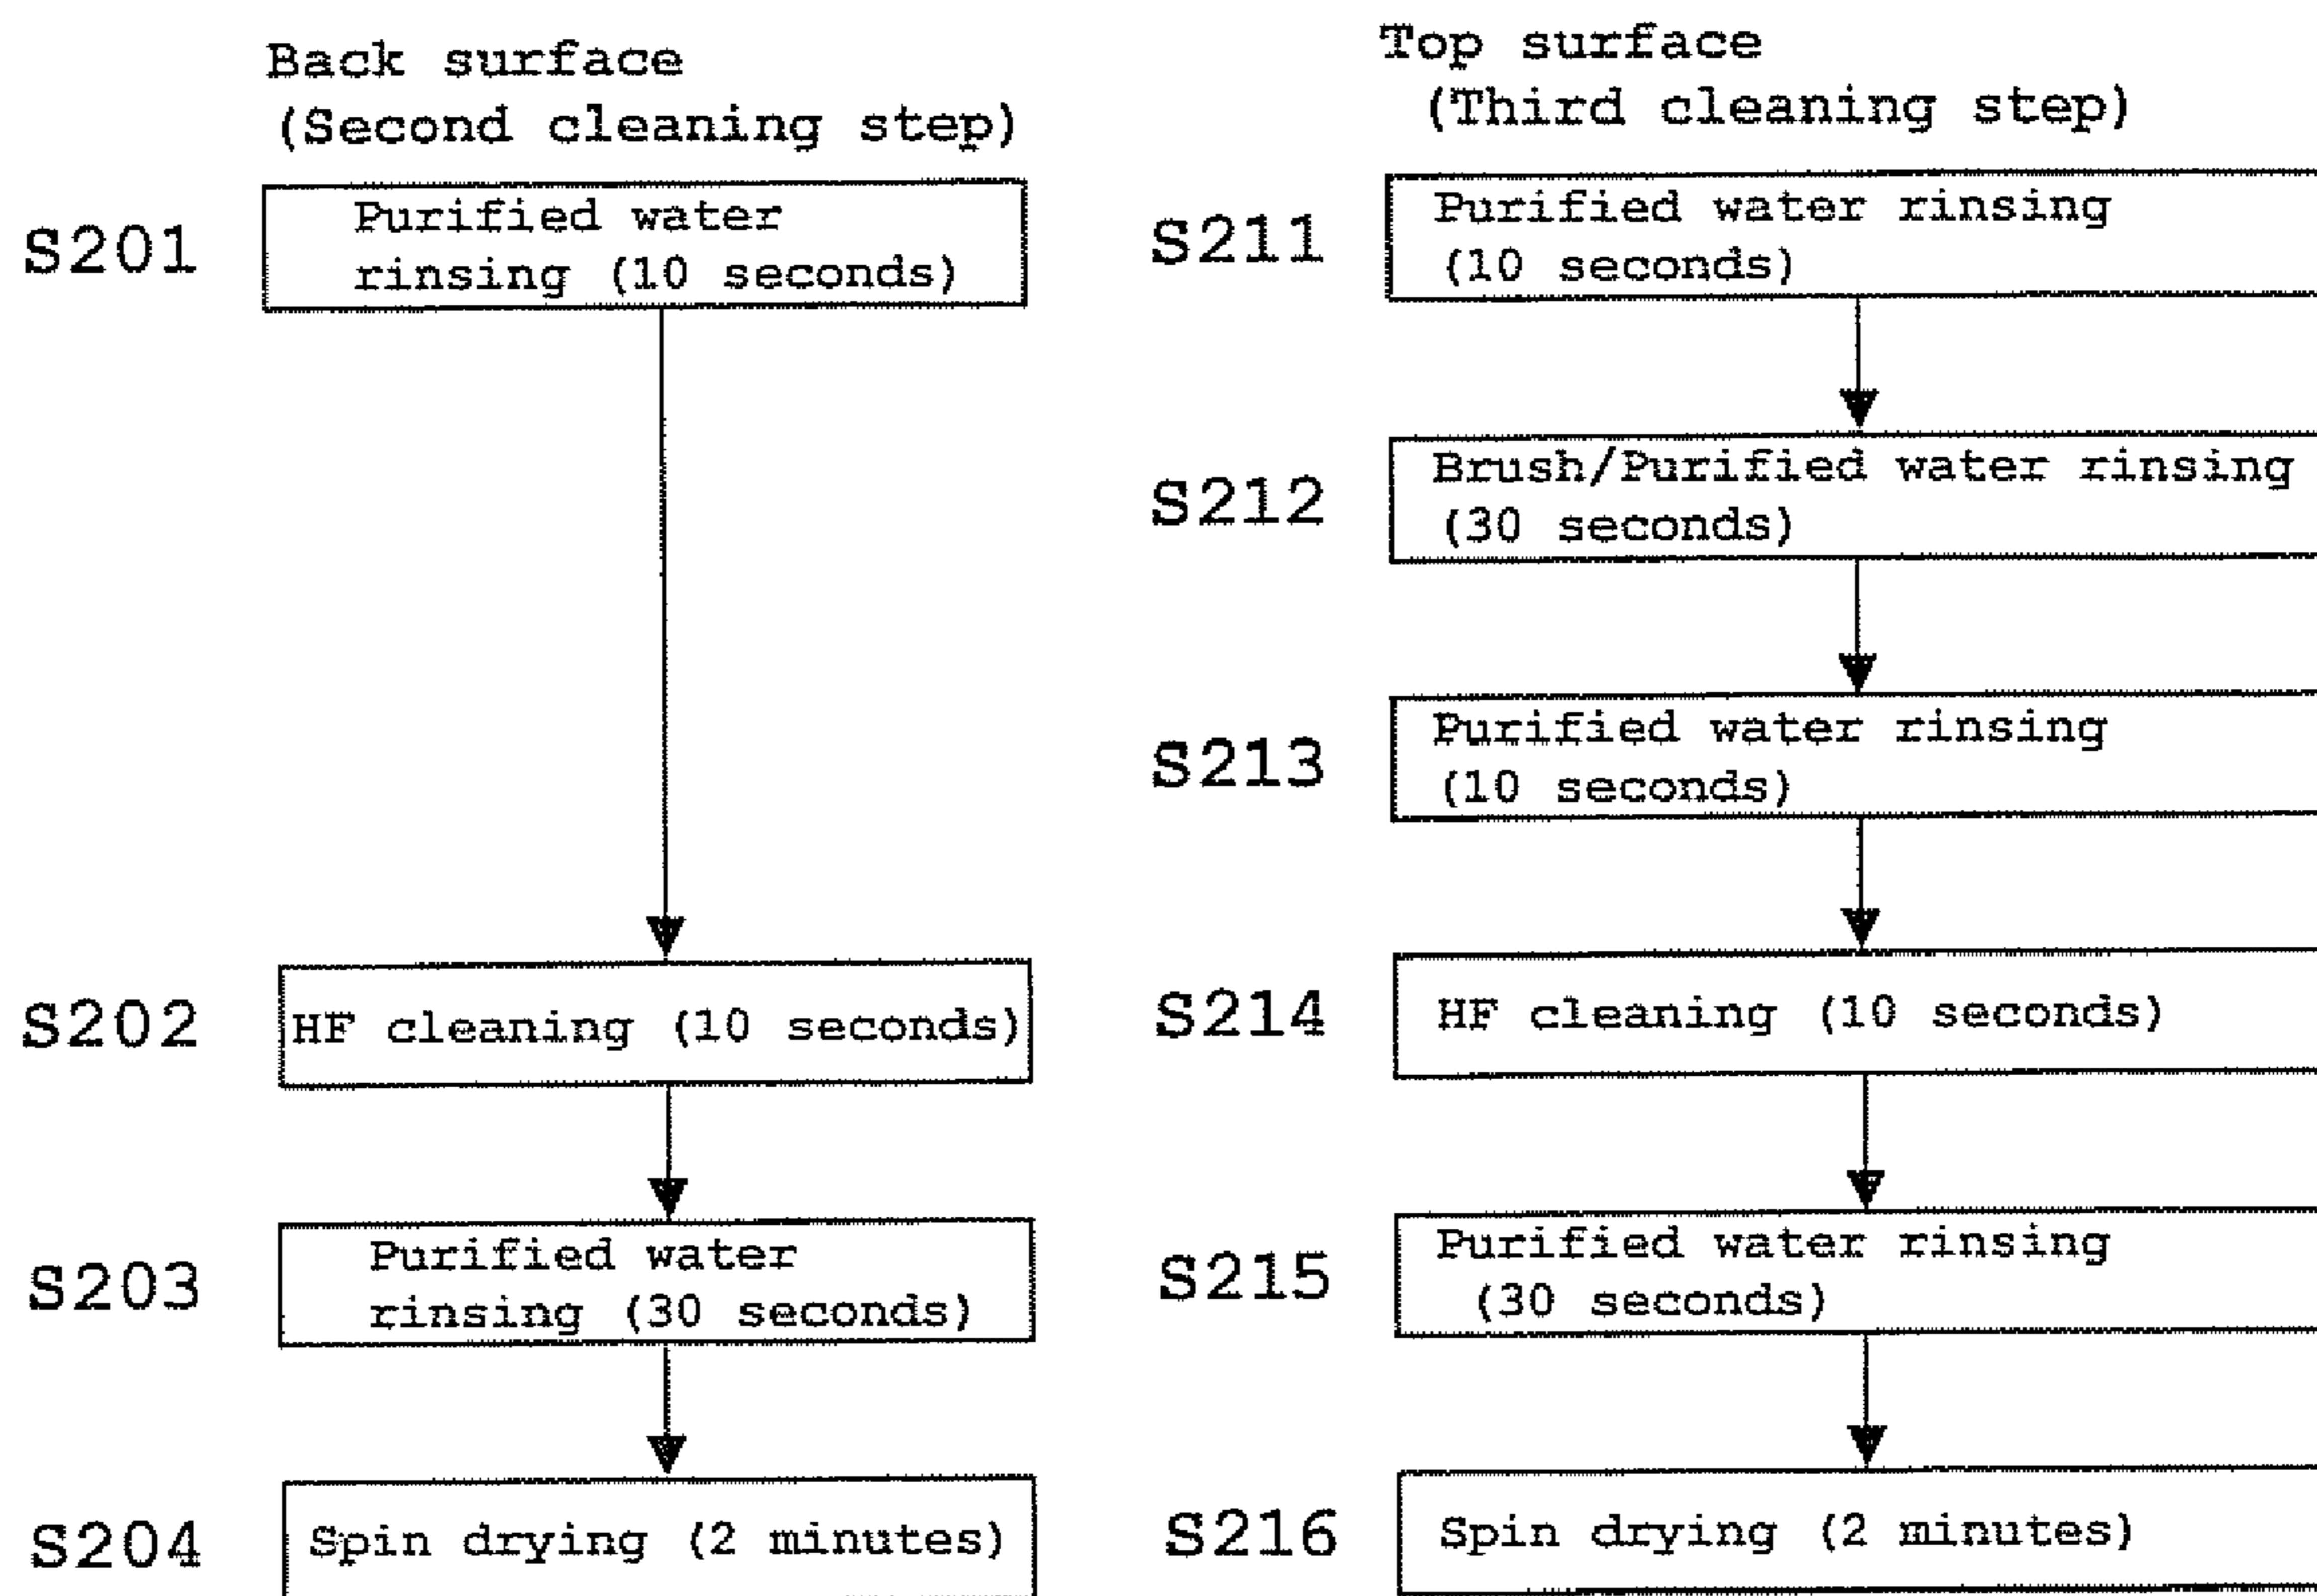 Back surface
(Second cleaning step)
S201
Purified water
rinsing (10 seconds)
S202
HF cleaning (10 seconds)
S203
Purified water
rinsing (30 seconds)
S204
Spin drying (2 minutes)
Top surface
(Third cleaning step)
S211
Purified water rinsing
(10 seconds)
S212
Brush/Purified water rinsing
(30 seconds)
S213
Purified water rinsing
(10 seconds)
S214
HF cleaning (10 seconds)
S215
Purified water rinsing
(30 seconds)
S216
Spin drying (2 minutes)